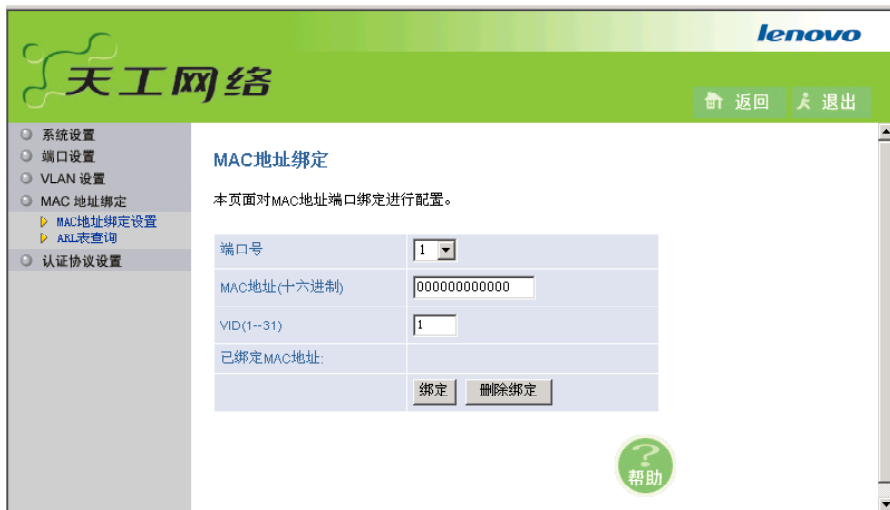 lenovo
天工网络
返回 退出
系统设置
端口设置
VLAN 设置
MAC 地址绑定
MAC地址绑定设置
ARL表查询
认证协议设置
MAC地址绑定
本页面对MAC地址端口绑定进行配置。
端口号 1
MAC地址(十六进制) 000000000000
VID(1--31) 1
已绑定MAC地址:
绑定 删除绑定
?
帮助